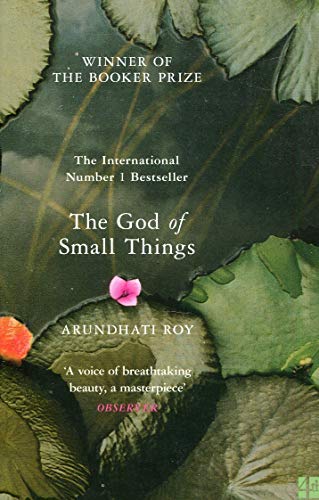 WINNER OF
THE BOOKER PRIZE
The International
Number 1 Bestseller
The God of
Small Things
ARUNDHATI ROY
‘A voice of breathtaking
beauty, a masterpiece’
OBSERVER